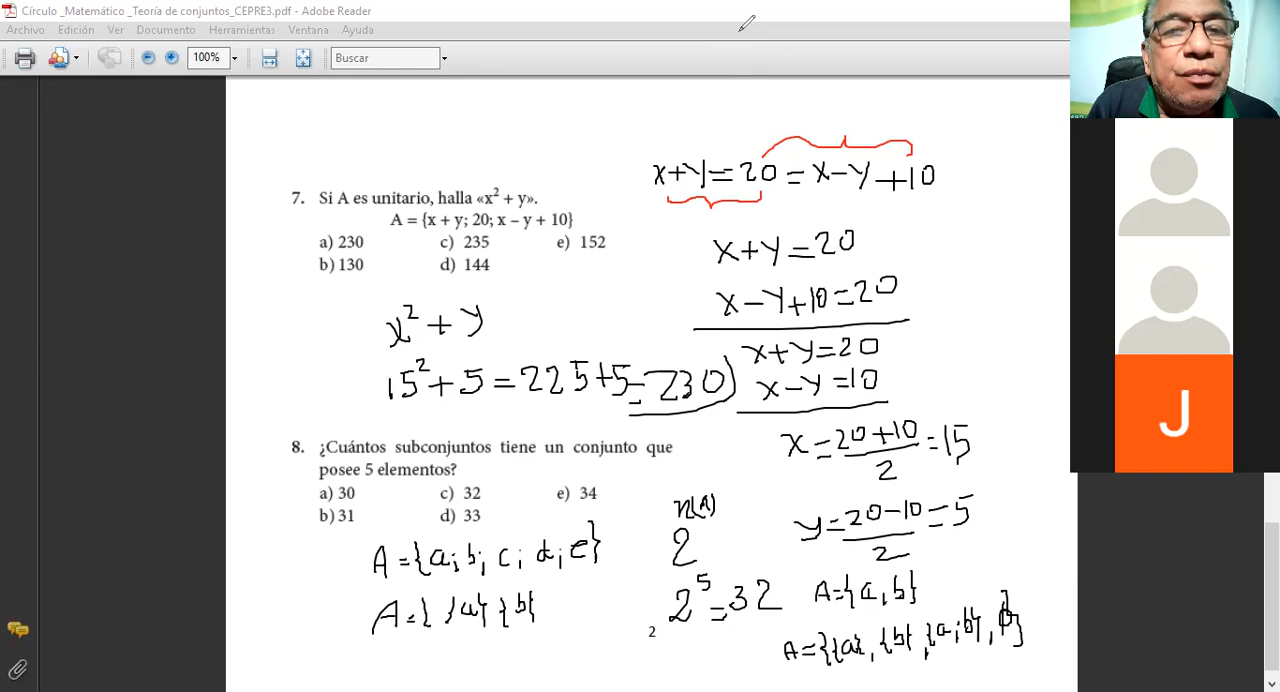 Círculo _Matemático _Teoría de conjuntos_CEPRE3.pdf - Adobe Reader
Archivo Edición Ver Documento Herramientas Ventana Ayuda
100% Buscar
x+y=20=x-y+10
7. Si A es unitario, halla «x² + y».
A = {x + y; 20; x – y + 10}
a) 230 c) 235 e) 152
b) 130 d) 144
x+y=20
x-y+10=20
x²+y
x+y=20
15²+5=225+5=230)
x-y=10
x=20+10/2=15
8. ¿Cuántos subconjuntos tiene un conjunto que
posee 5 elementos?
a) 30 c) 32 e) 34
b) 31 d) 33
n(A)
2
y=20-10/2=5
A={a; b; c; d; e}
2⁵=32
A={a, b}
A={ }a} {b}
A={{a}, {b}, {a;b}, ϕ}
2
J